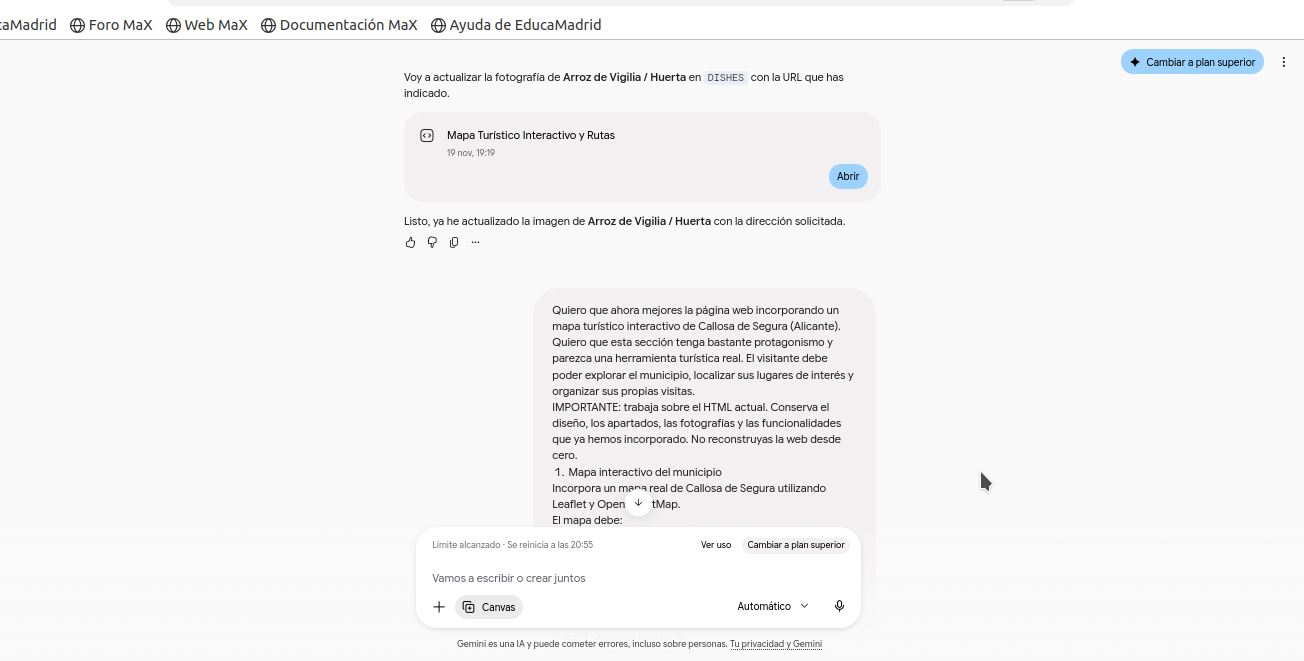 caMadrid Foro MaX Web MaX Documentación MaX Ayuda de EducaMadrid
Cambiar a plan superior
Voy a actualizar la fotografía de Arroz de Vigilia / Huerta en DISHES con la URL que has
indicado.
Mapa Turístico Interactivo y Rutas
19 nov, 19:19
Abrir
Listo, ya he actualizado la imagen de Arroz de Vigilia / Huerta con la dirección solicitada.
Quiero que ahora mejores la página web incorporando un
mapa turístico interactivo de Callosa de Segura (Alicante).
Quiero que esta sección tenga bastante protagonismo y
parezca una herramienta turística real. El visitante debe
poder explorar el municipio, localizar sus lugares de interés y
organizar sus propias visitas.
IMPORTANTE: trabaja sobre el HTML actual. Conserva el
diseño, los apartados, las fotografías y las funcionalidades
que ya hemos incorporado. No reconstruyas la web desde
cero.
1. Mapa interactivo del municipio
Incorpora un mapa real de Callosa de Segura utilizando
Leaflet y Open tMap.
El mapa debe:
Límite alcanzado · Se reinicia a las 20:55 Ver uso Cambiar a plan superior
Vamos a escribir o crear juntos
Canvas Automático
Gemini es una IA y puede cometer errores, incluso sobre personas. Tu privacidad y Gemini